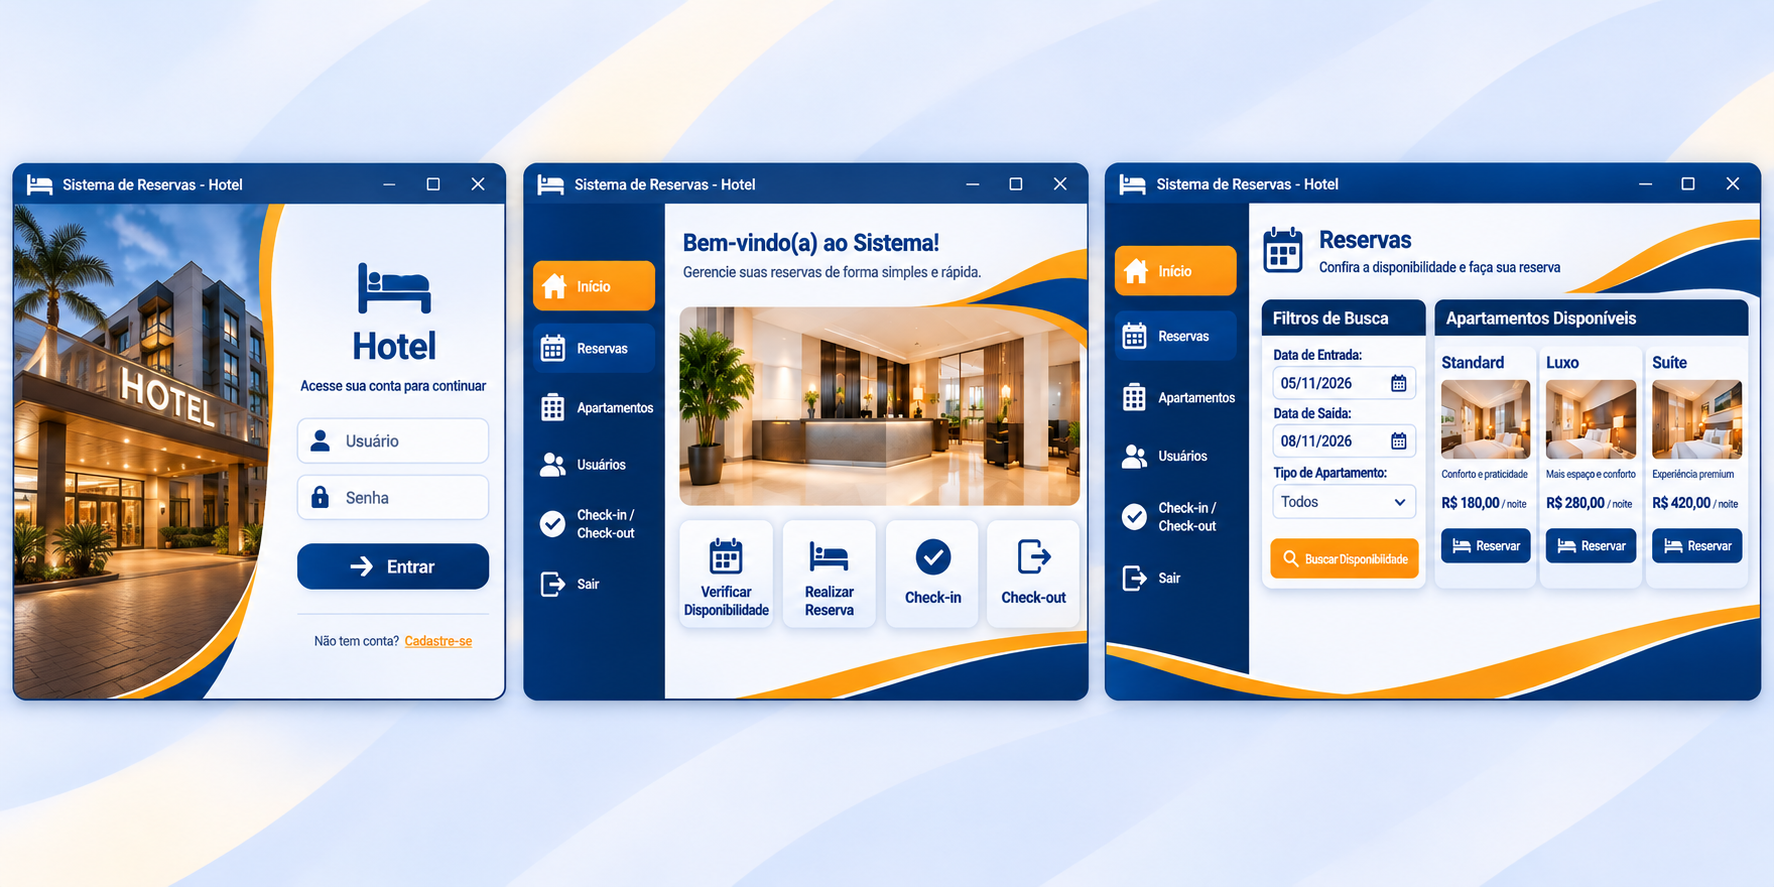 Sistema de Reservas - Hotel
HOTEL
Hotel
Acesse sua conta para continuar
Usuário
Senha
Entrar
Não tem conta? Cadastre-se
Sistema de Reservas - Hotel
Início
Reservas
Apartamentos
Usuários
Check-in /
Check-out
Sair
Bem-vindo(a) ao Sistema!
Gerencie suas reservas de forma simples e rápida.
Verificar
Disponibilidade
Realizar
Reserva
Check-in
Check-out
Sistema de Reservas - Hotel
Início
Reservas
Apartamentos
Usuários
Check-in /
Check-out
Sair
Reservas
Confira a disponibilidade e faça sua reserva
Filtros de Busca
Data de Entrada:
05/11/2026
Data de Saída:
08/11/2026
Tipo de Apartamento:
Todos
Buscar Disponibilidade
Apartamentos Disponíveis
Standard
Conforto e praticidade
R$ 180,00 / noite
Reservar
Luxo
Mais espaço e conforto
R$ 280,00 / noite
Reservar
Suíte
Experiência premium
R$ 420,00 / noite
Reservar